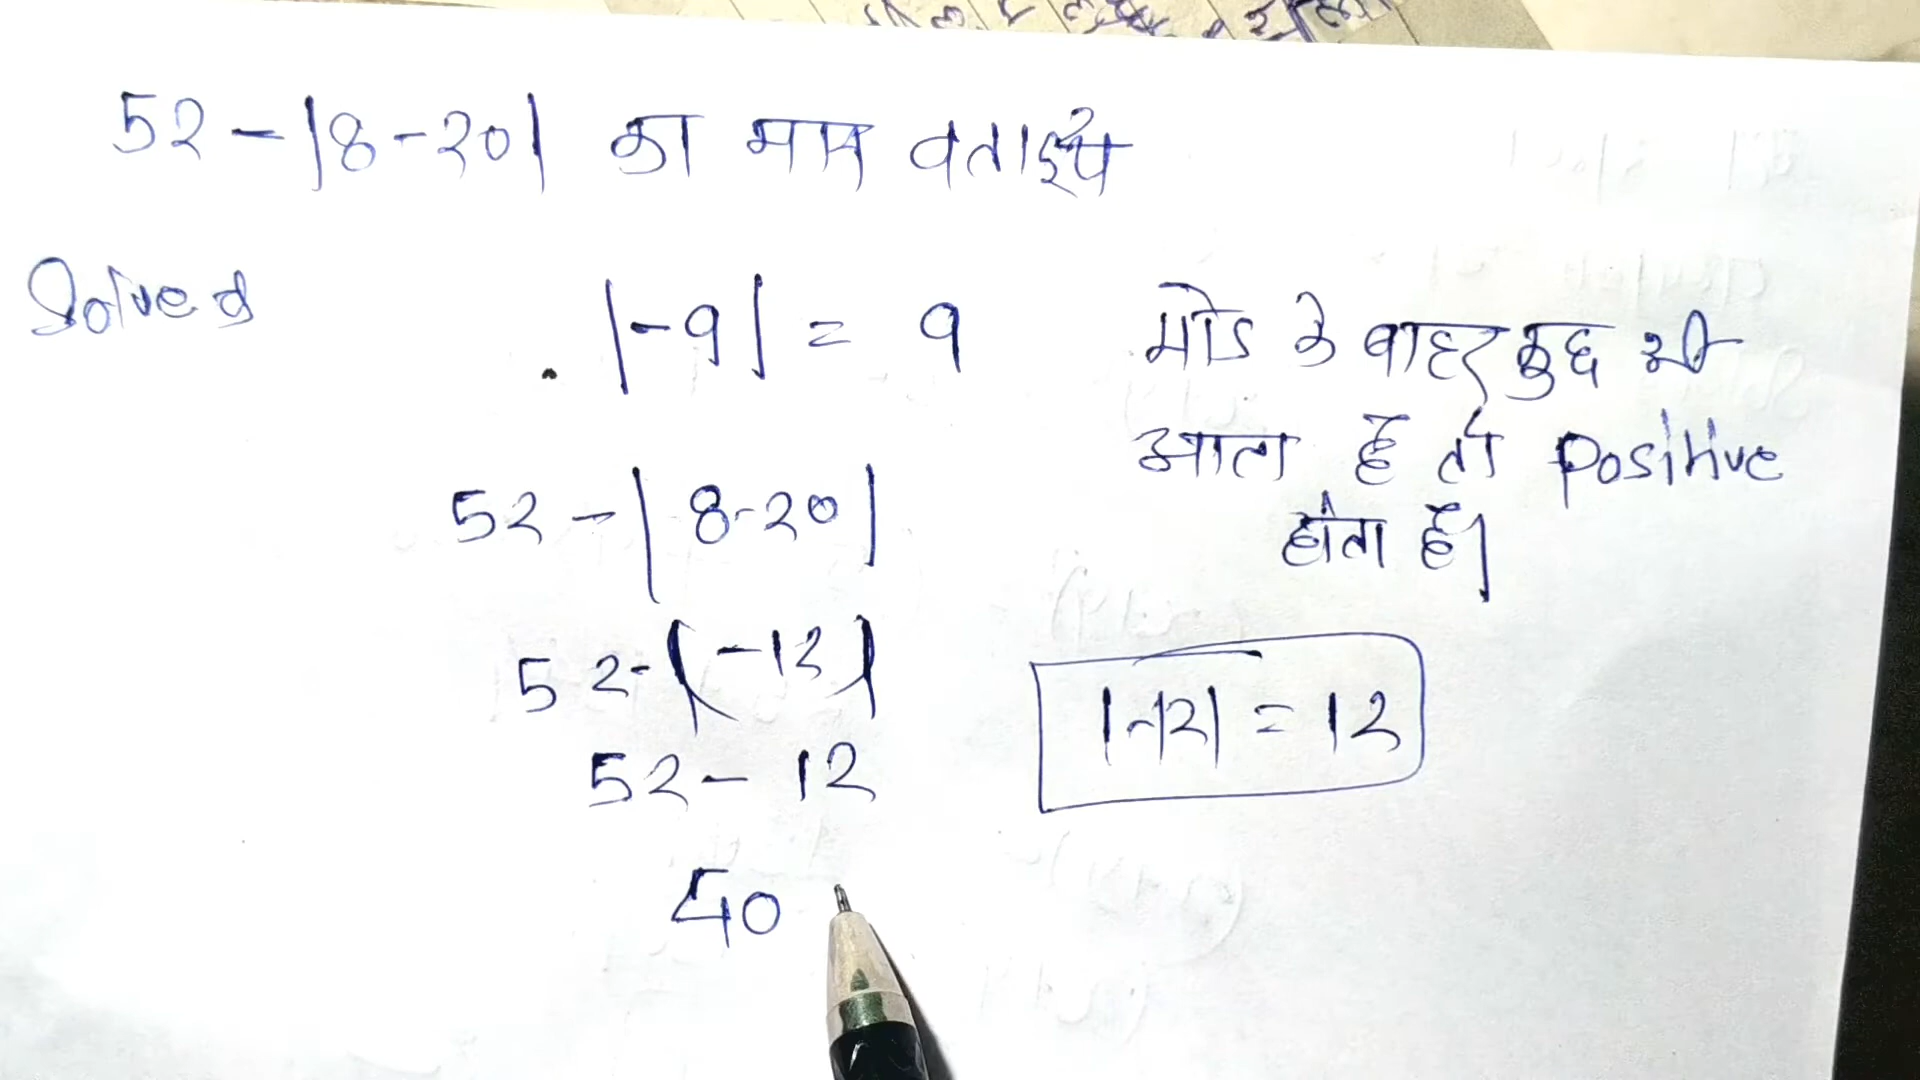 52-|8-20| का मान बताइये
Solved
|-9| = 9
मोड के बाहर कुछ भी
आता है तो positive
होता है।
52-|8-20|
52-(-12)
52-12
|-12| = 12
40